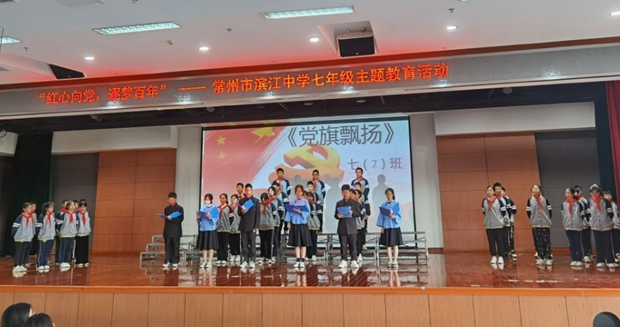 “红心向党，逐梦百年” —— 常州市滨江中学七年级主题教育活动
《党旗飘扬》
七（7）班